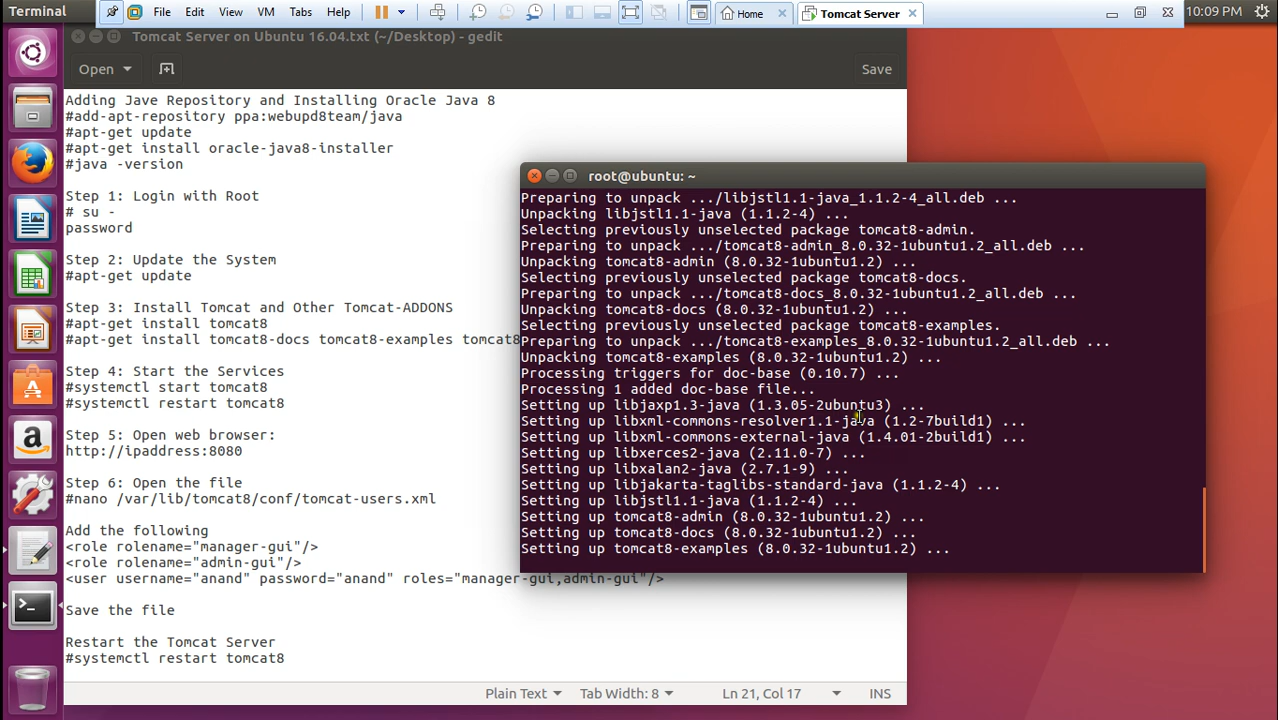 Terminal
File Edit View VM Tabs Help
Home
Tomcat Server
10:09 PM
Tomcat Server on Ubuntu 16.04.txt (~/Desktop) - gedit
Open
Save
Adding Jave Repository and Installing Oracle Java 8
#add-apt-repository ppa:webupd8team/java
#apt-get update
#apt-get install oracle-java8-installer
#java -version
Step 1: Login with Root
# su -
password
Step 2: Update the System
#apt-get update
Step 3: Install Tomcat and Other Tomcat-ADDONS
#apt-get install tomcat8
#apt-get install tomcat8-docs tomcat8-examples tomcat8
Step 4: Start the Services
#systemctl start tomcat8
#systemctl restart tomcat8
Step 5: Open web browser:
http://ipaddress:8080
Step 6: Open the file
#nano /var/lib/tomcat8/conf/tomcat-users.xml
Add the following
<role rolename="manager-gui"/>
<role rolename="admin-gui"/>
<user username="anand" password="anand" roles="manager-gui,admin-gui"/>
Save the file
Restart the Tomcat Server
#systemctl restart tomcat8
Plain Text
Tab Width: 8
Ln 21, Col 17
INS
root@ubuntu: ~
Preparing to unpack .../libjstl1.1-java_1.1.2-4_all.deb ...
Unpacking libjstl1.1-java (1.1.2-4) ...
Selecting previously unselected package tomcat8-admin.
Preparing to unpack .../tomcat8-admin_8.0.32-1ubuntu1.2_all.deb ...
Unpacking tomcat8-admin (8.0.32-1ubuntu1.2) ...
Selecting previously unselected package tomcat8-docs.
Preparing to unpack .../tomcat8-docs_8.0.32-1ubuntu1.2_all.deb ...
Unpacking tomcat8-docs (8.0.32-1ubuntu1.2) ...
Selecting previously unselected package tomcat8-examples.
Preparing to unpack .../tomcat8-examples_8.0.32-1ubuntu1.2_all.deb ...
Unpacking tomcat8-examples (8.0.32-1ubuntu1.2) ...
Processing triggers for doc-base (0.10.7) ...
Processing 1 added doc-base file...
Setting up libjaxp1.3-java (1.3.05-2ubuntu3) ...
Setting up libxml-commons-resolver1.1-java (1.2-7build1) ...
Setting up libxml-commons-external-java (1.4.01-2build1) ...
Setting up libxerces2-java (2.11.0-7) ...
Setting up libxalan2-java (2.7.1-9) ...
Setting up libjakarta-taglibs-standard-java (1.1.2-4) ...
Setting up libjstl1.1-java (1.1.2-4) ...
Setting up tomcat8-admin (8.0.32-1ubuntu1.2) ...
Setting up tomcat8-docs (8.0.32-1ubuntu1.2) ...
Setting up tomcat8-examples (8.0.32-1ubuntu1.2) ...